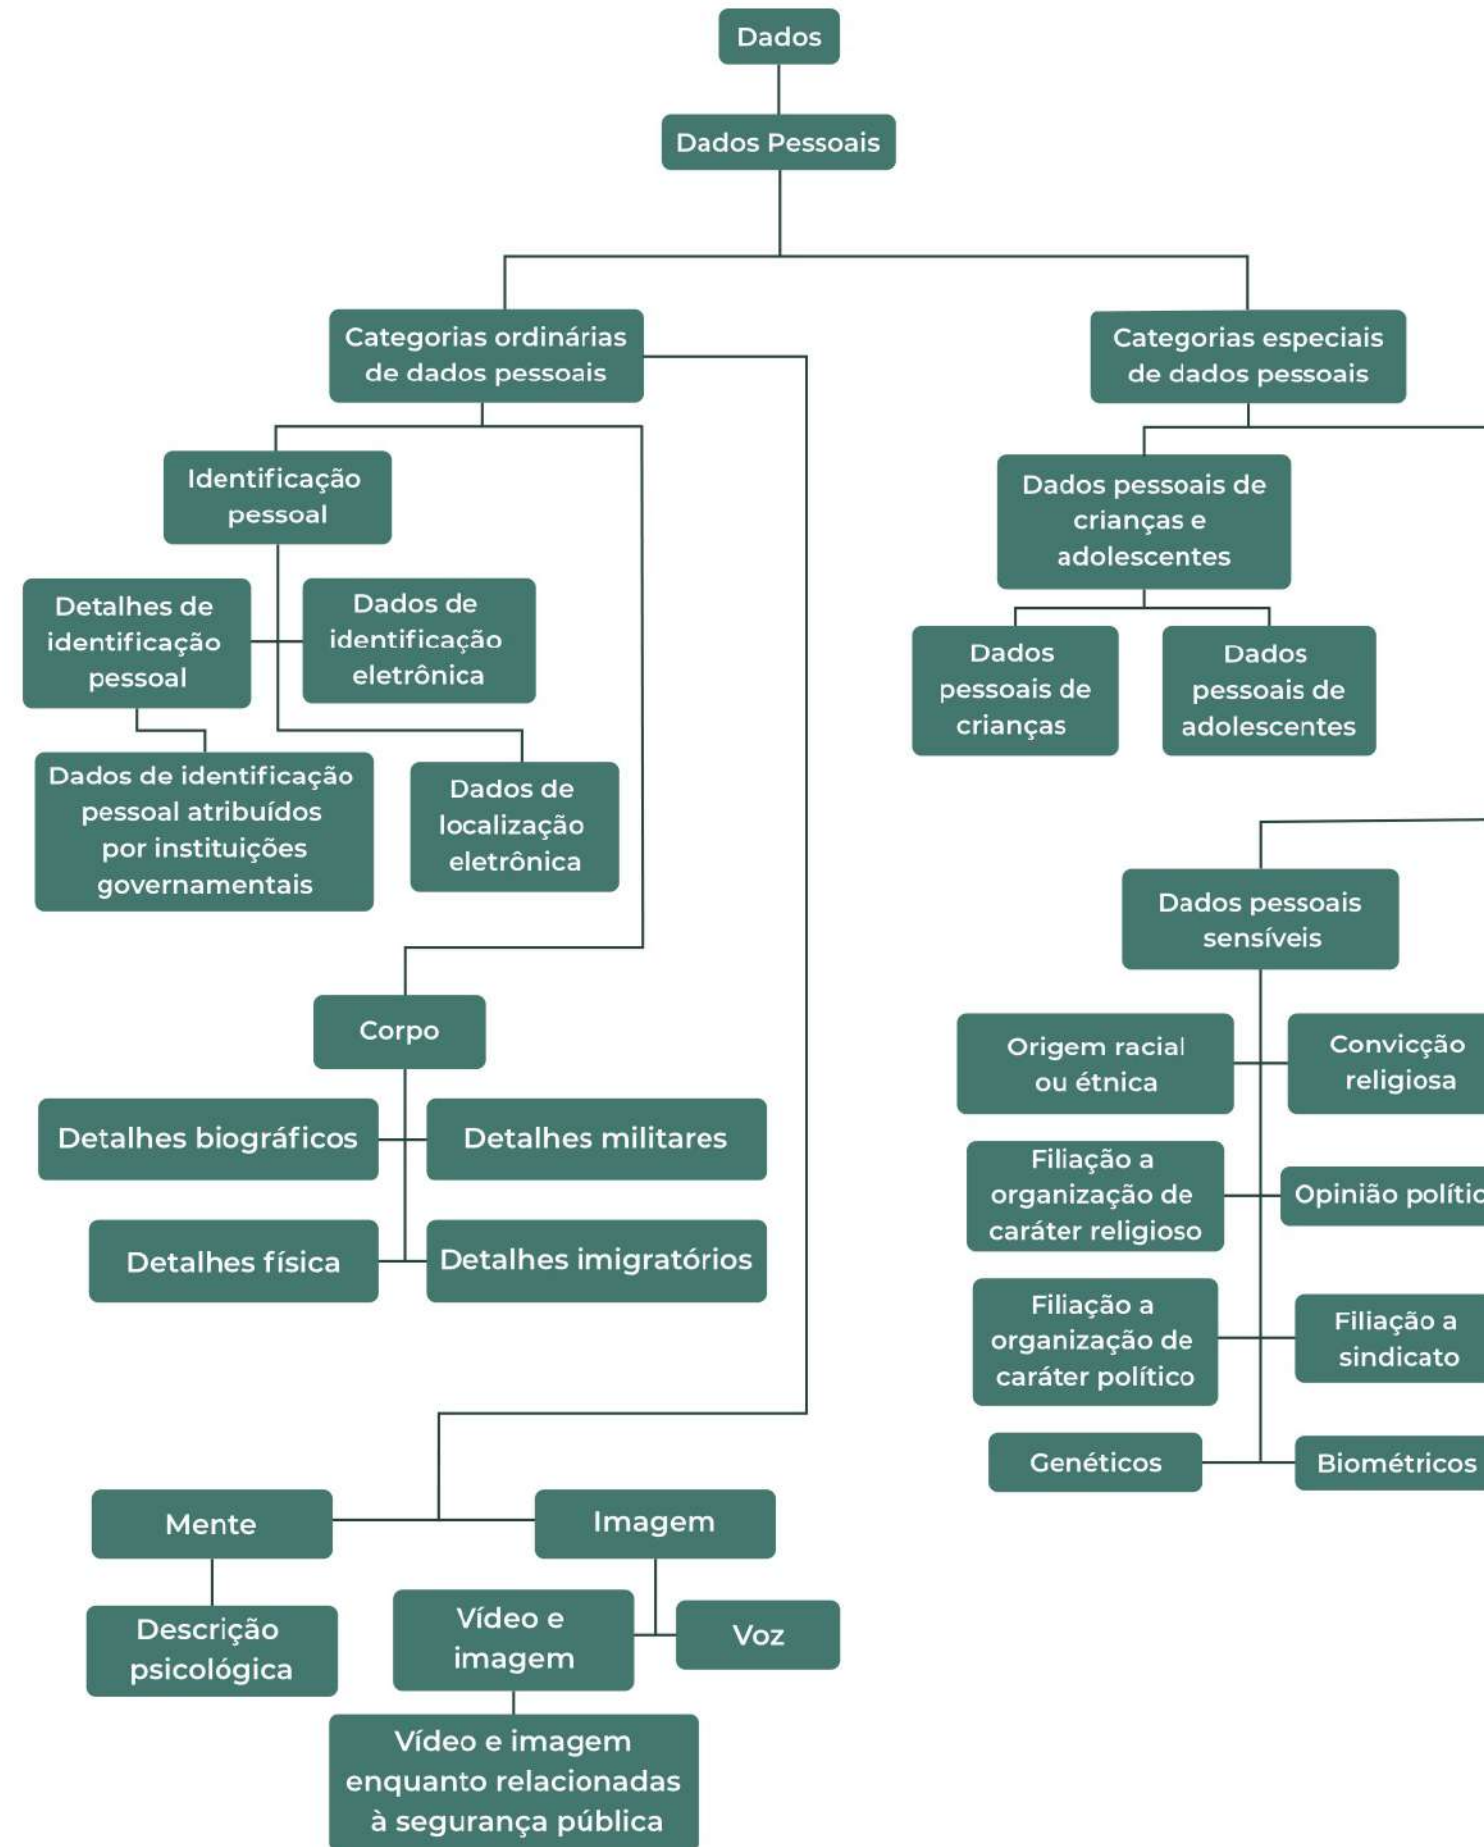 Dados
Dados Pessoais
Categorias ordinárias
de dados pessoais
Categorias especiais
de dados pessoais
Identificação
pessoal
Dados pessoais de
crianças e
adolescentes
Detalhes de
identificação
pessoal
Dados de
identificação
eletrônica
Dados
pessoais de
crianças
Dados
pessoais de
adolescentes
Dados de identificação
pessoal atribuídos
por instituições
governamentais
Dados de
localização
eletrônica
Dados pessoais
sensíveis
Corpo
Origem racial
ou étnica
Convicção
religiosa
Detalhes biográficos
Detalhes militares
Filiação a
organização de
caráter religioso
Opinião polític
Detalhes física
Detalhes imigratórios
Filiação a
organização de
caráter político
Filiação a
sindicato
Genéticos
Biométricos
Mente
Imagem
Descrição
psicológica
Vídeo e
imagem
Voz
Vídeo e imagem
enquanto relacionadas
à segurança pública